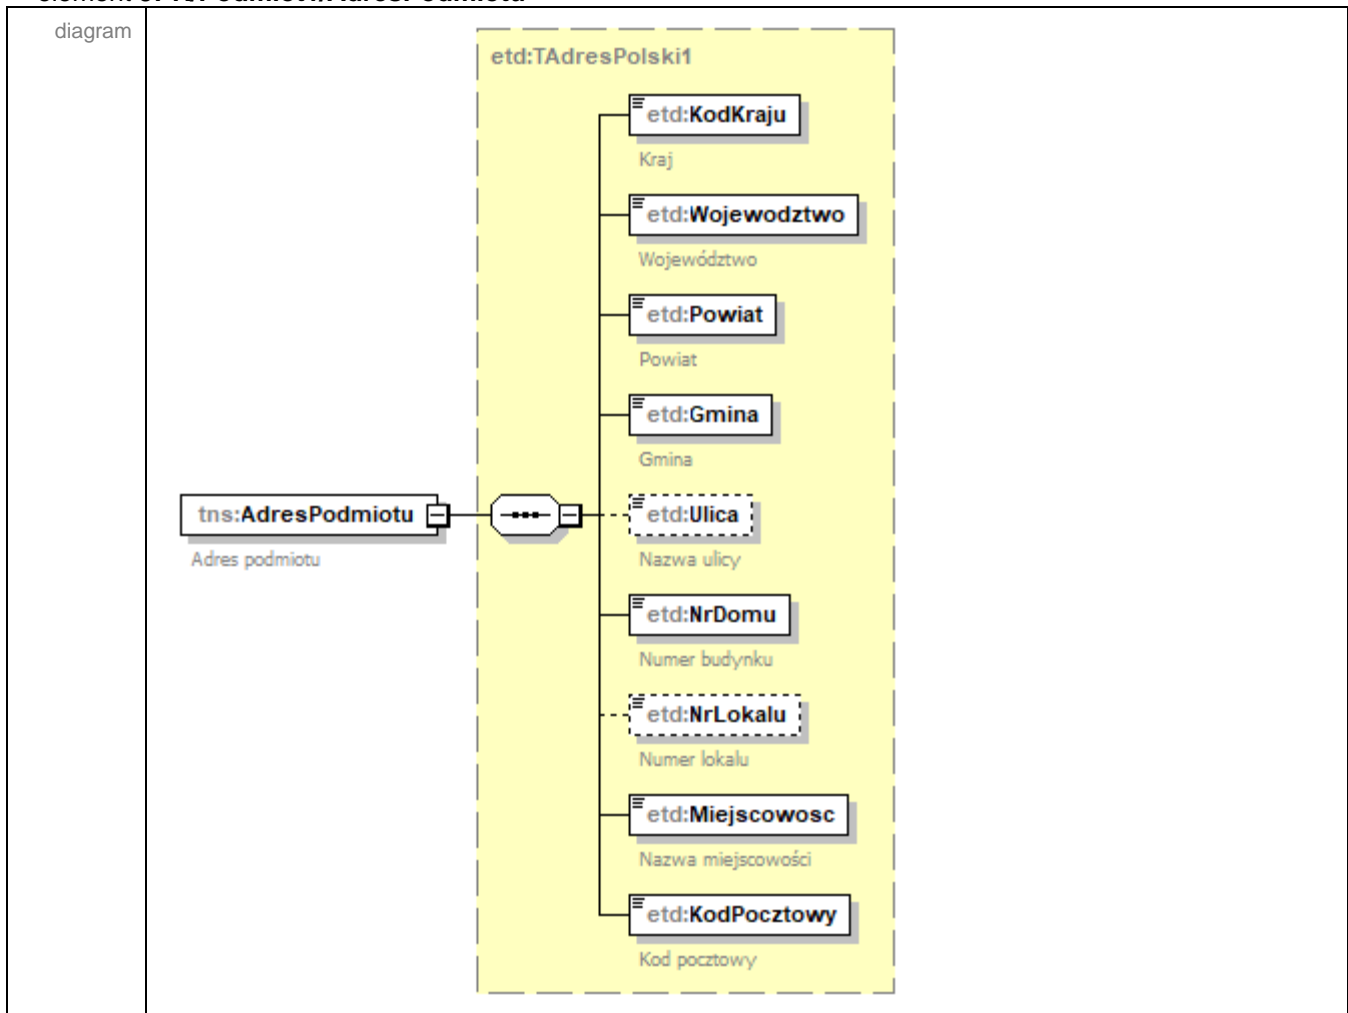 element
diagram
etd:TAdresPolski1
etd:KodKraju
Kraj
etd:Wojewodztwo
Województwo
etd:Powiat
Powiat
etd:Gmina
Gmina
tns:AdresPodmiotu
Adres podmiotu
etd:Ulica
Nazwa ulicy
etd:NrDomu
Numer budynku
etd:NrLokalu
Numer lokalu
etd:Miejscowosc
Nazwa miejscowości
etd:KodPocztowy
Kod pocztowy